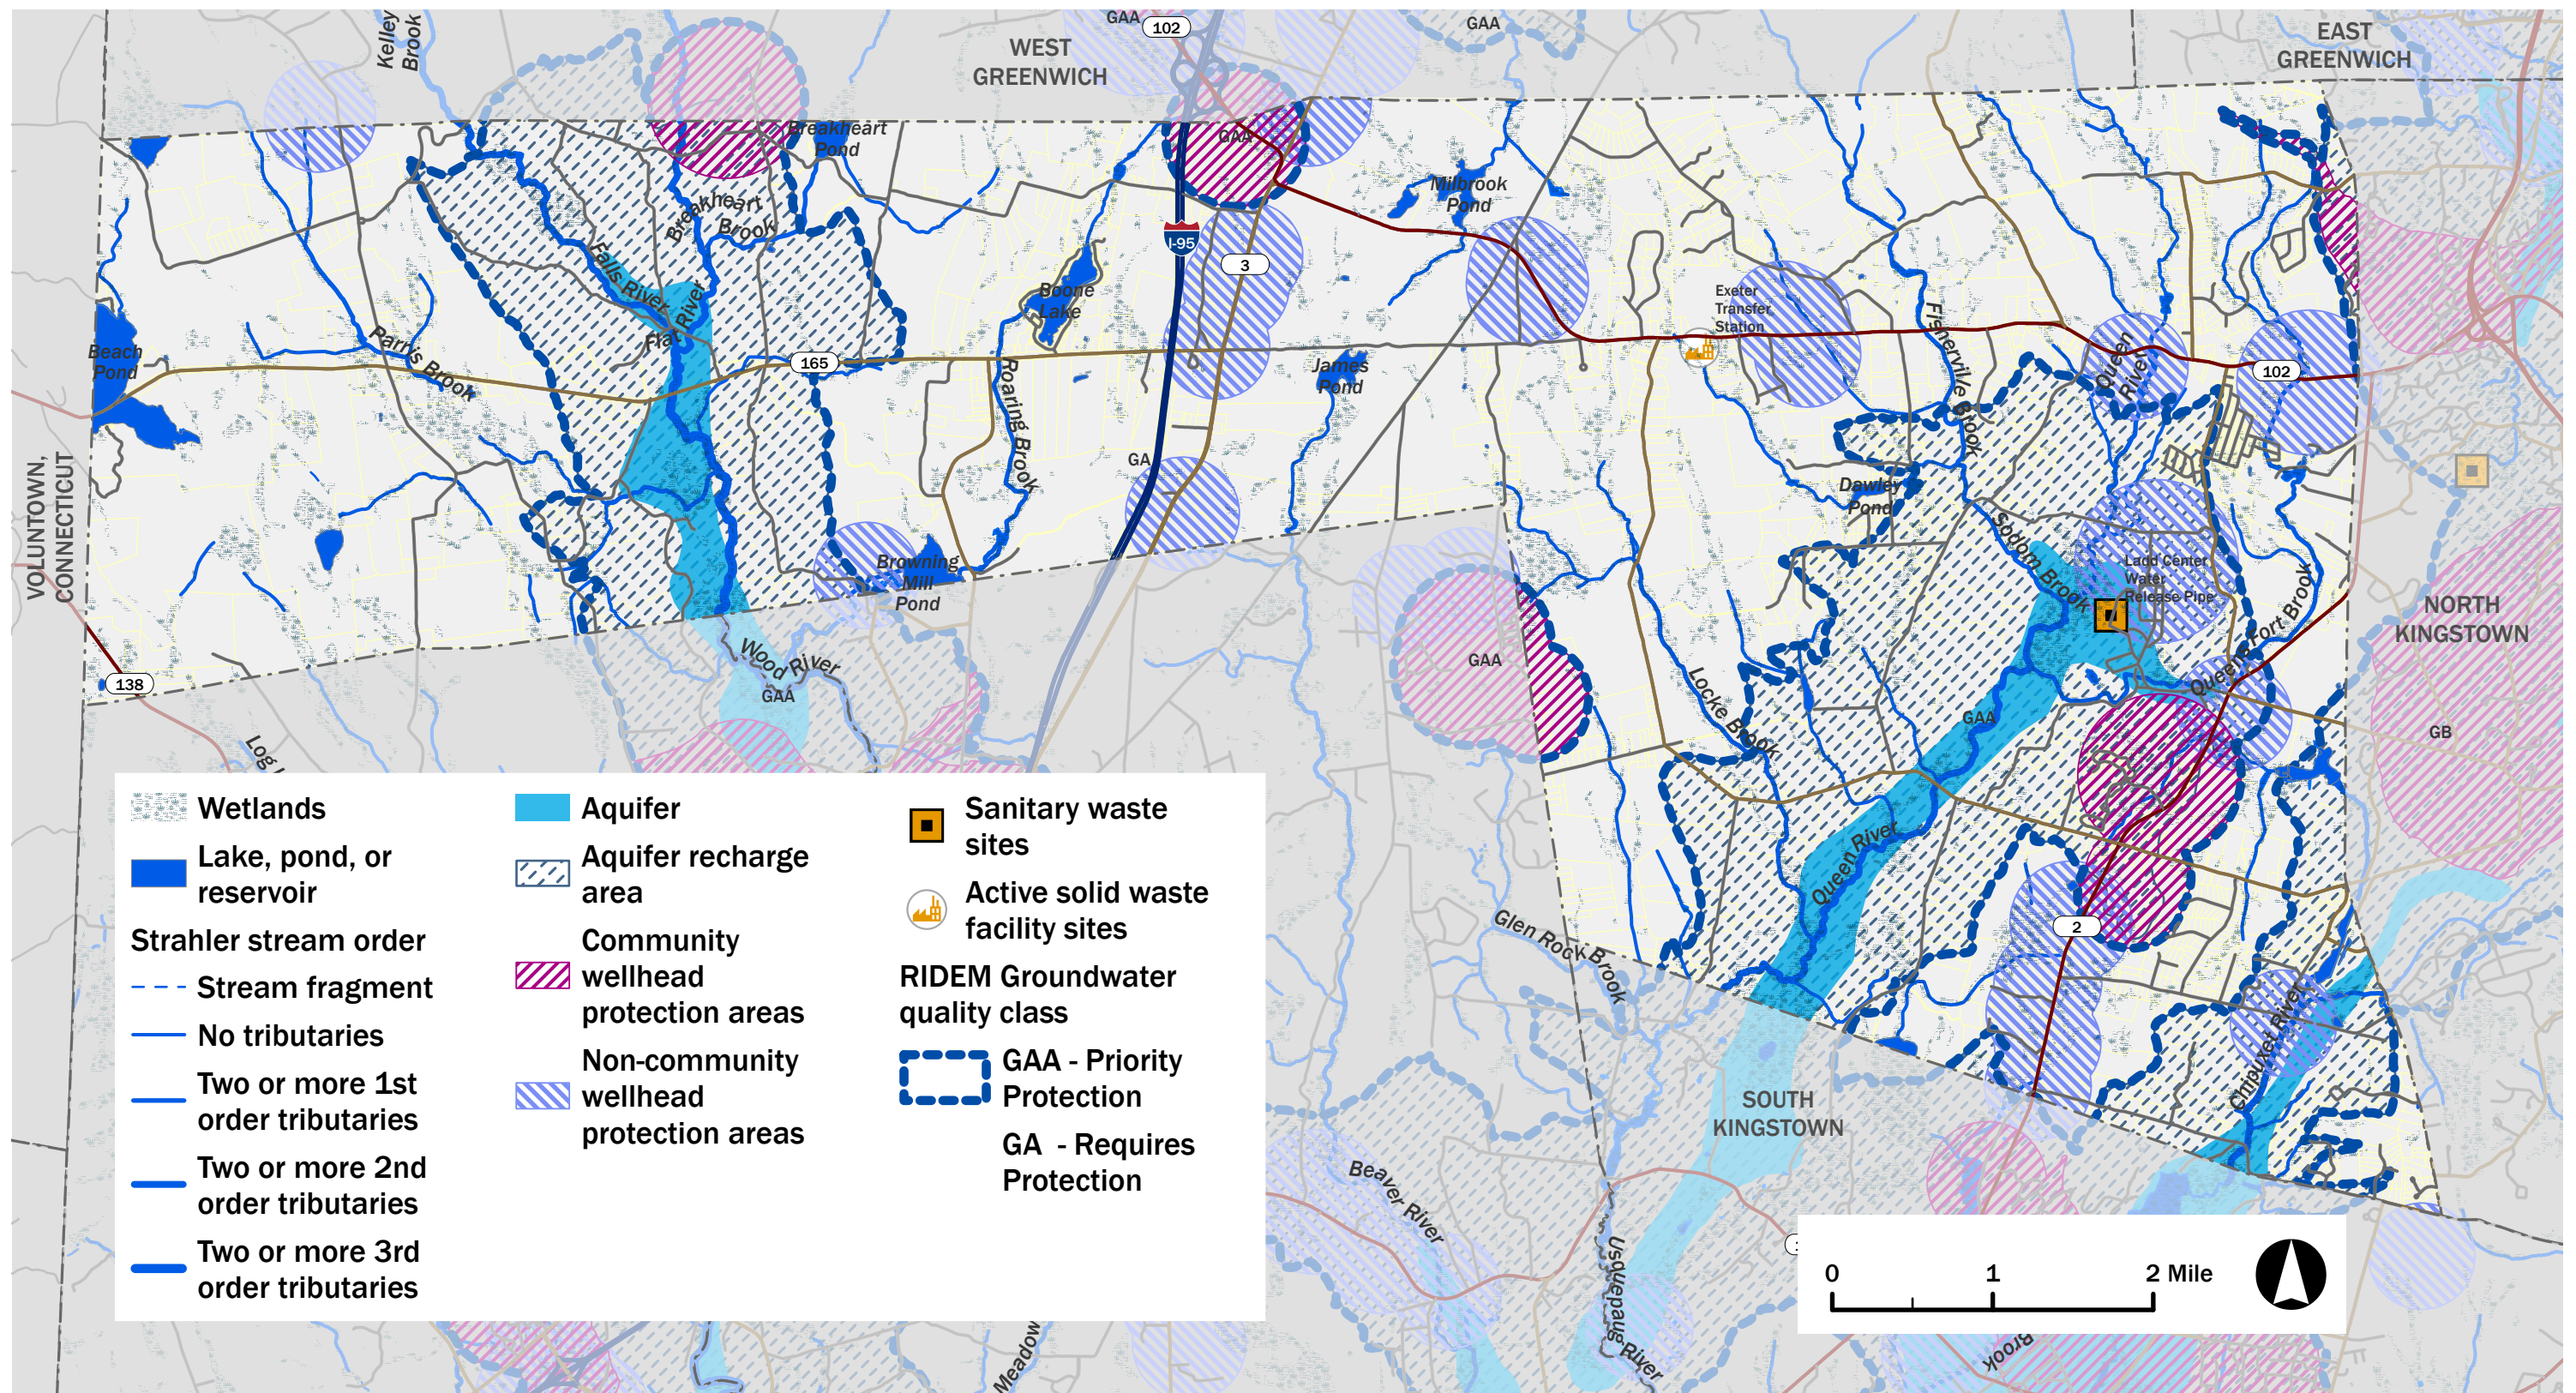 Kelley
Brook
GAA
102
GAA
WEST
GREENWICH
EAST
GREENWICH
Breakheart
Pond
GAA
Breakheart
Brook
Milbrook
Pond
I-95
3
Falls River
Flat River
Boone
Lake
Exeter
Transfer
Station
Fisherville Brook
Queen
River
102
Beach
Pond
Parris Brook
165
Roaring Brook
James
Pond
GA
VOLUNTOWN,
CONNECTICUT
Dawley
Pond
Sodom Brook
Ladd Center
Water
Release Pipe
Browning
Mill
Pond
Queens Fort Brook
NORTH
KINGSTOWN
Wood River
GAA
GAA
138
Locke Brook
GAA
GB
Queen River
2
Glen Rock Brook
Chipuxet River
SOUTH
KINGSTOWN
Beaver River
Usquepaug River
Meadow
Brook
Wetlands
Lake, pond, or
reservoir
Strahler stream order
Stream fragment
No tributaries
Two or more 1st
order tributaries
Two or more 2nd
order tributaries
Two or more 3rd
order tributaries
Aquifer
Aquifer recharge
area
Community
wellhead
protection areas
Non-community
wellhead
protection areas
Sanitary waste
sites
Active solid waste
facility sites
RIDEM Groundwater
quality class
GAA - Priority
Protection
GA - Requires
Protection
0 1 2 Mile